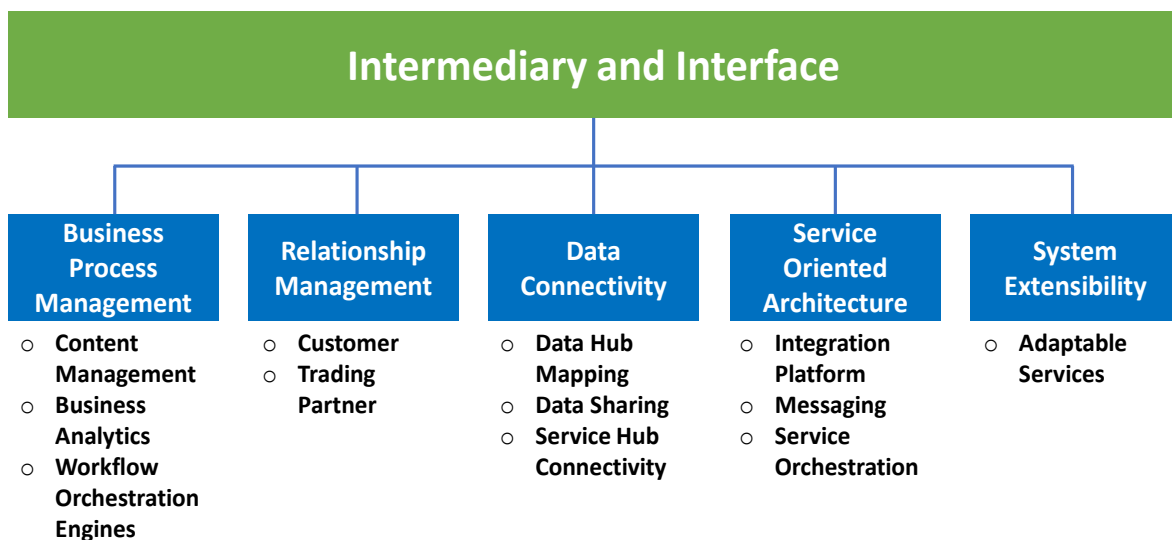 Intermediary and Interface
Business
Process
Management
Relationship
Management
Data
Connectivity
Service
Oriented
Architecture
System
Extensibility
o Content
Management
o Business
Analytics
o Workflow
Orchestration
Engines
o Customer
o Trading
Partner
o Data Hub
Mapping
o Data Sharing
o Service Hub
Connectivity
o Integration
Platform
o Messaging
o Service
Orchestration
o Adaptable
Services